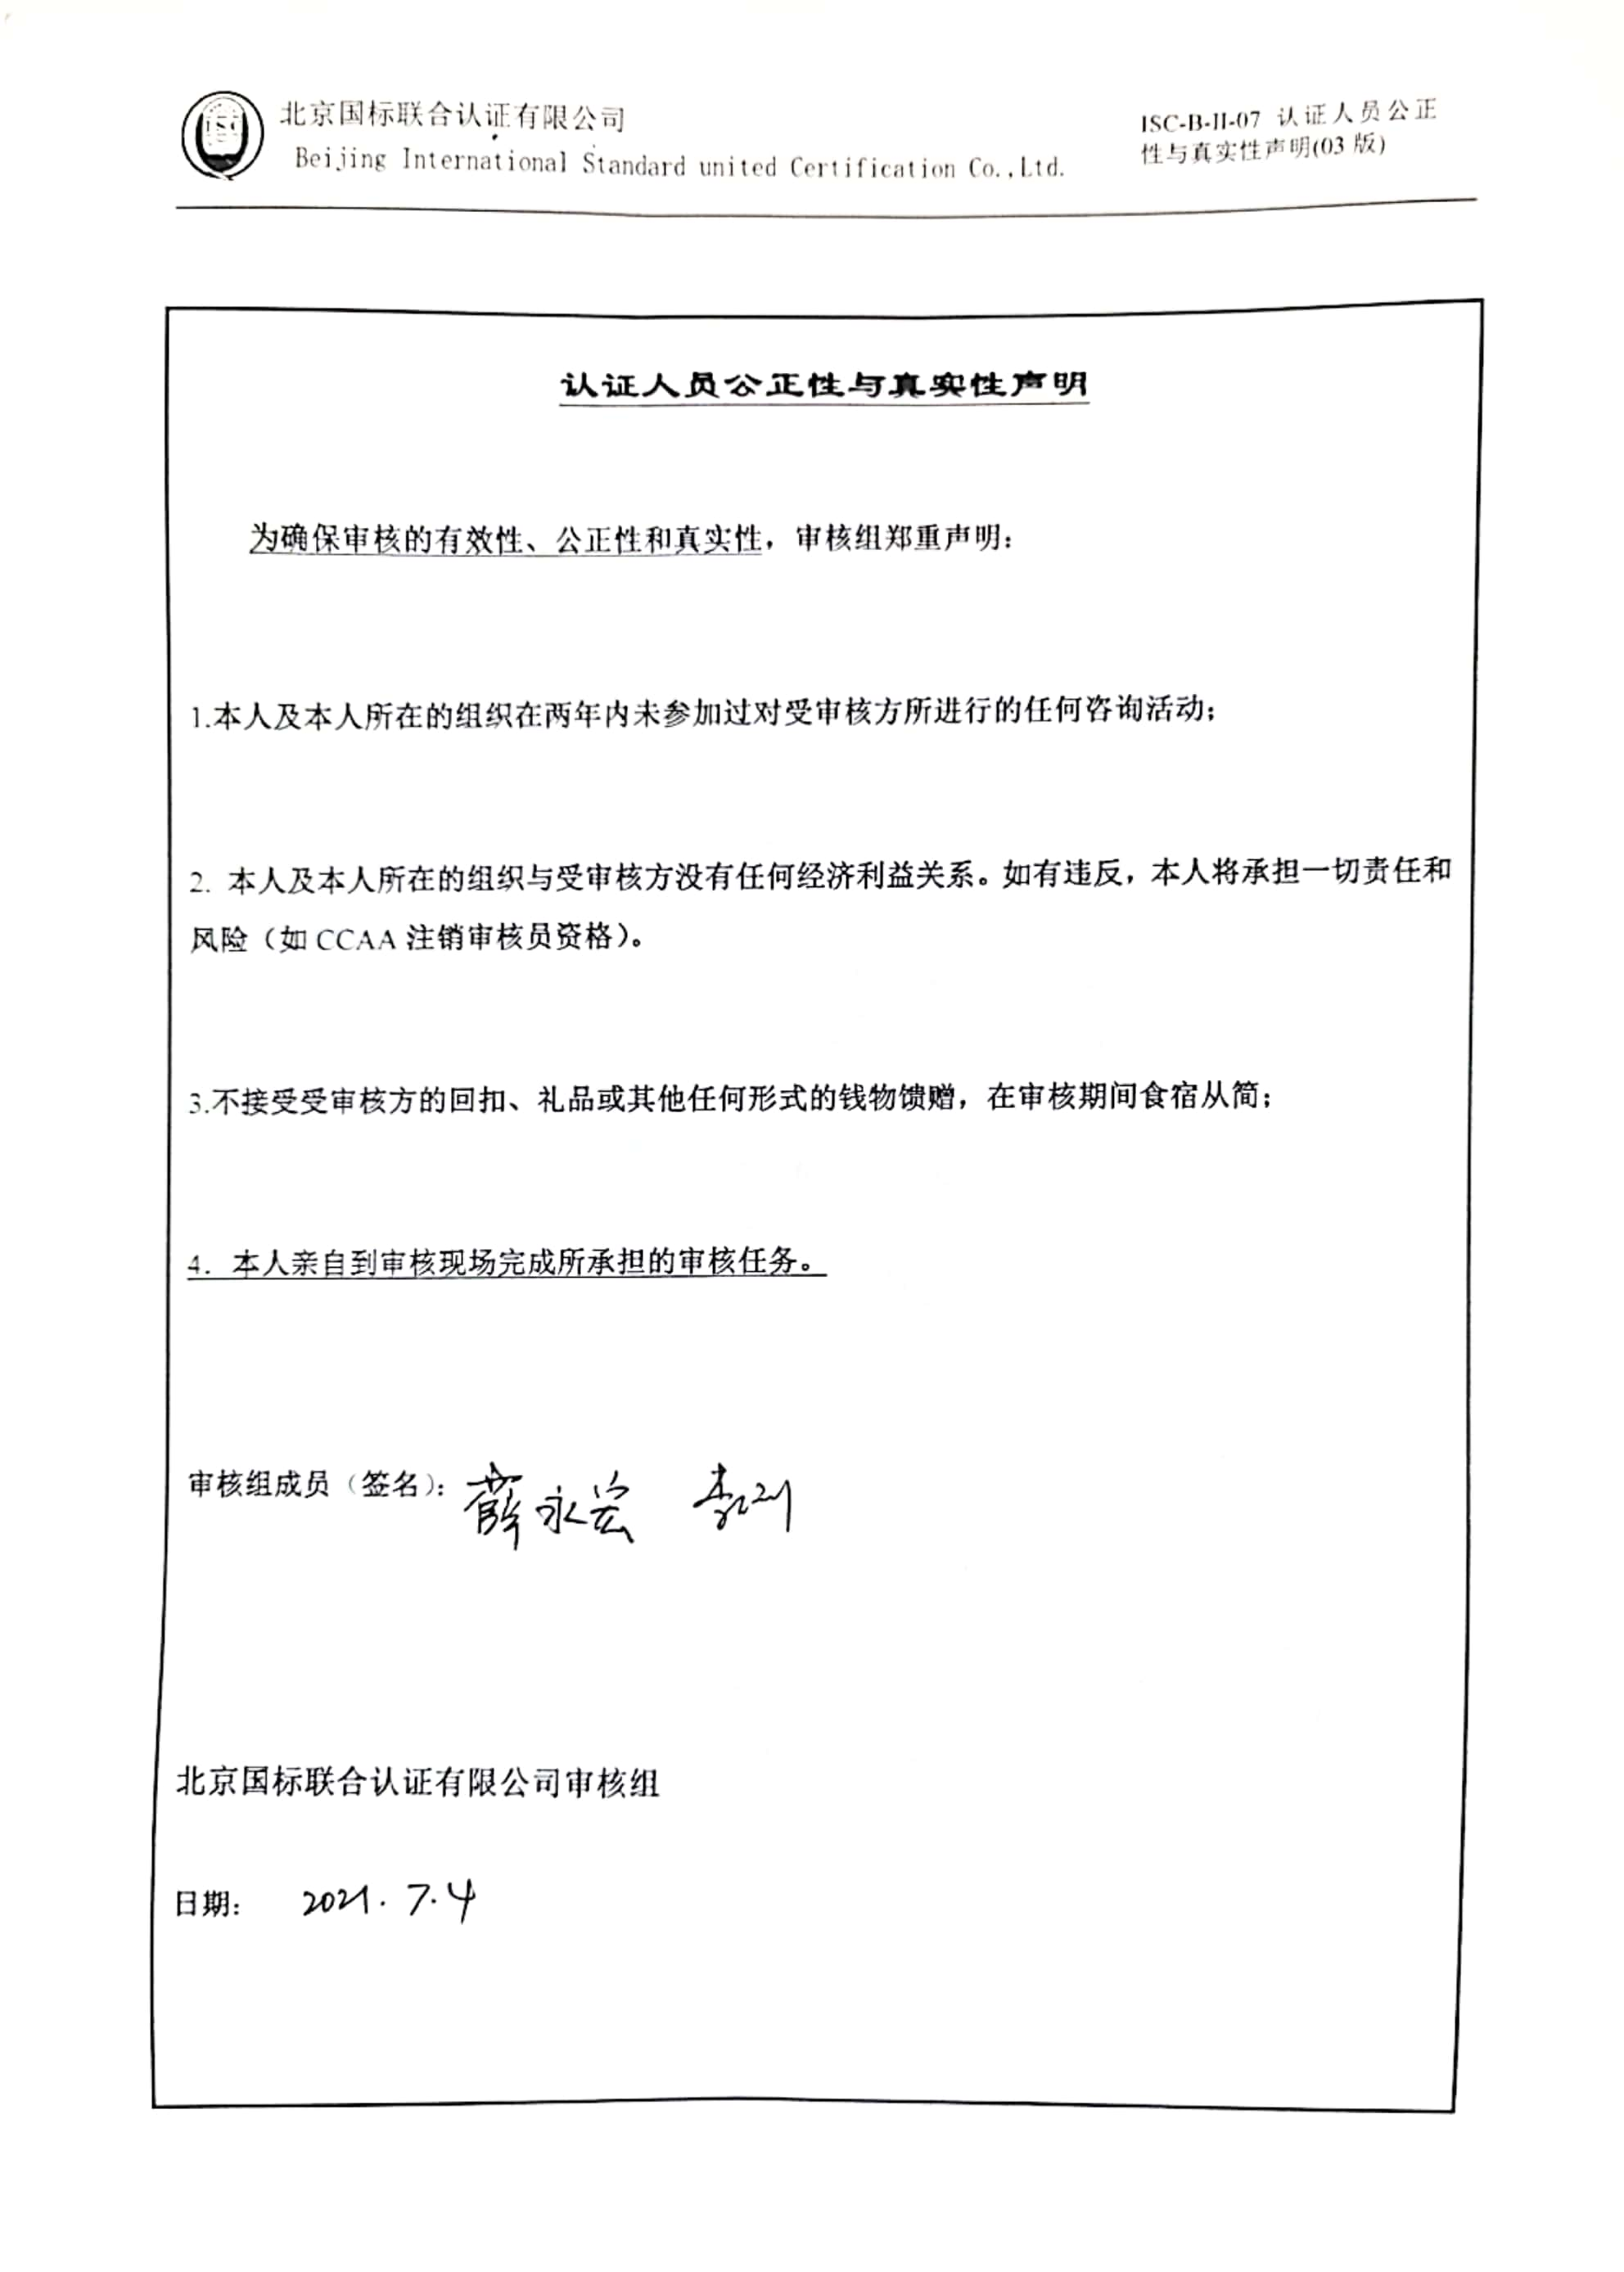 ISC
北京国标联合认证有限公司
Beijing International Standard united Certification Co.,Ltd.
ISC-B-II-07 认证人员公正
性与真实性声明(03 版)
认证人员公正性与真实性声明
为确保审核的有效性、公正性和真实性，审核组郑重声明：
1.本人及本人所在的组织在两年内未参加过对受审核方所进行的任何咨询活动；
2. 本人及本人所在的组织与受审核方没有任何经济利益关系。如有违反，本人将承担一切责任和
风险（如 CCAA 注销审核员资格）。
3.不接受受审核方的回扣、礼品或其他任何形式的钱物馈赠，在审核期间食宿从简；
4. 本人亲自到审核现场完成所承担的审核任务。
审核组成员（签名）：薛永宏
北京国标联合认证有限公司审核组
日期： 2021.7.4